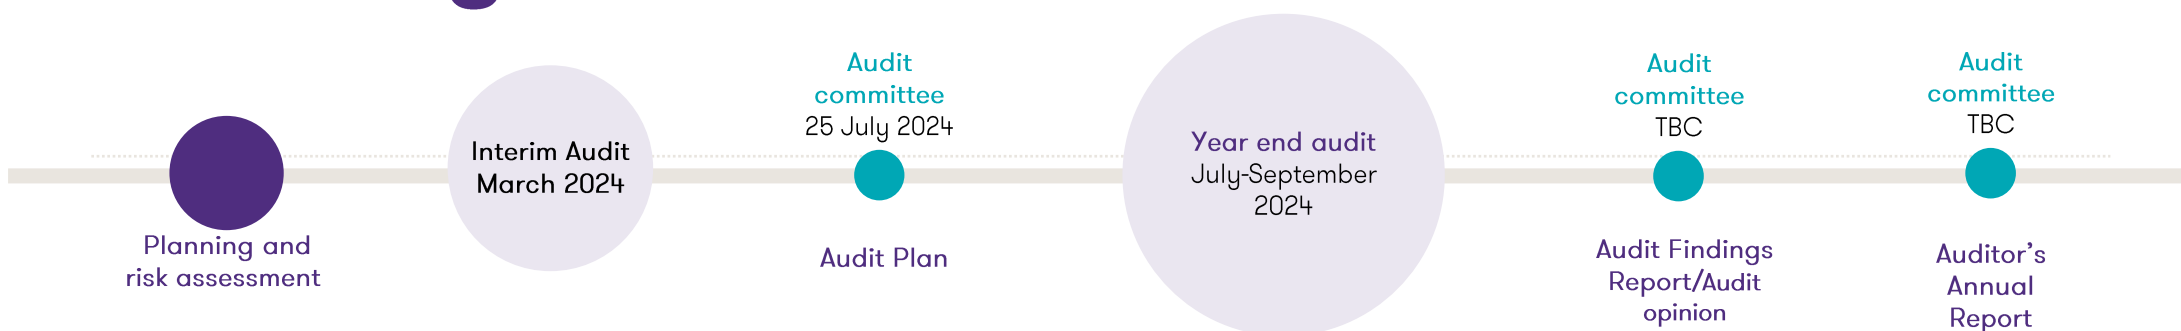 Planning and
risk assessment
Interim Audit
March 2024
Audit
committee
25 July 2024
Audit Plan
Year end audit
July-September
2024
Audit
committee
TBC
Audit Findings
Report/Audit
opinion
Audit
committee
TBC
Auditor’s
Annual
Report